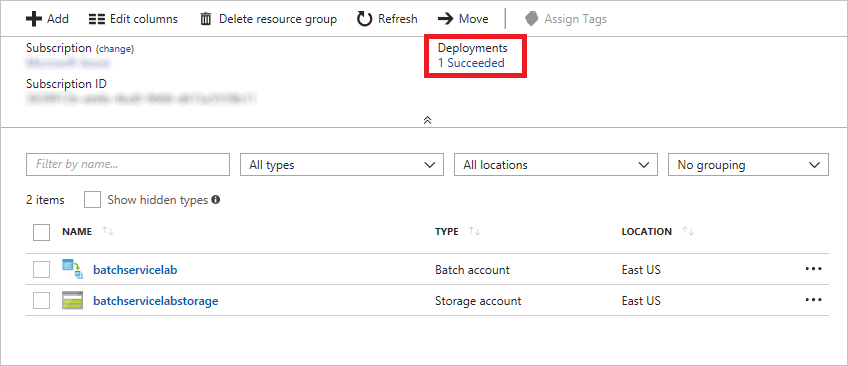 Add Edit columns Delete resource group Refresh Move Assign Tags
Subscription (change) Deployments
1 Succeeded
Subscription ID
Filter by name... All types All locations No grouping
2 items Show hidden types
NAME TYPE LOCATION
batchservicelab Batch account East US
batchservicelabstorage Storage account East US